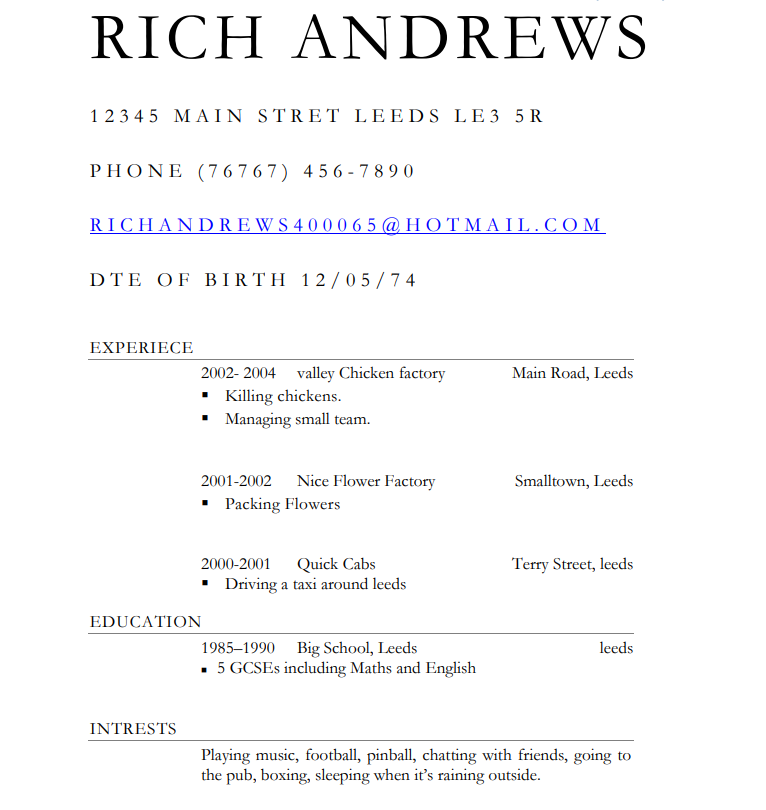 RICH ANDREWS
12345 MAIN STRET LEEDS LE3 5R
PHONE (76767) 456-7890
RICHANDREWS400065@HOTMAIL.COM
DTE OF BIRTH 12/05/74
EXPERIECE
2002- 2004 valley Chicken factory Main Road, Leeds
▪ Killing chickens.
▪ Managing small team.
2001-2002 Nice Flower Factory Smalltown, Leeds
▪ Packing Flowers
2000-2001 Quick Cabs Terry Street, leeds
▪ Driving a taxi around leeds
EDUCATION
1985–1990 Big School, Leeds leeds
▪ 5 GCSEs including Maths and English
INTRESTS
Playing music, football, pinball, chatting with friends, going to
the pub, boxing, sleeping when it’s raining outside.